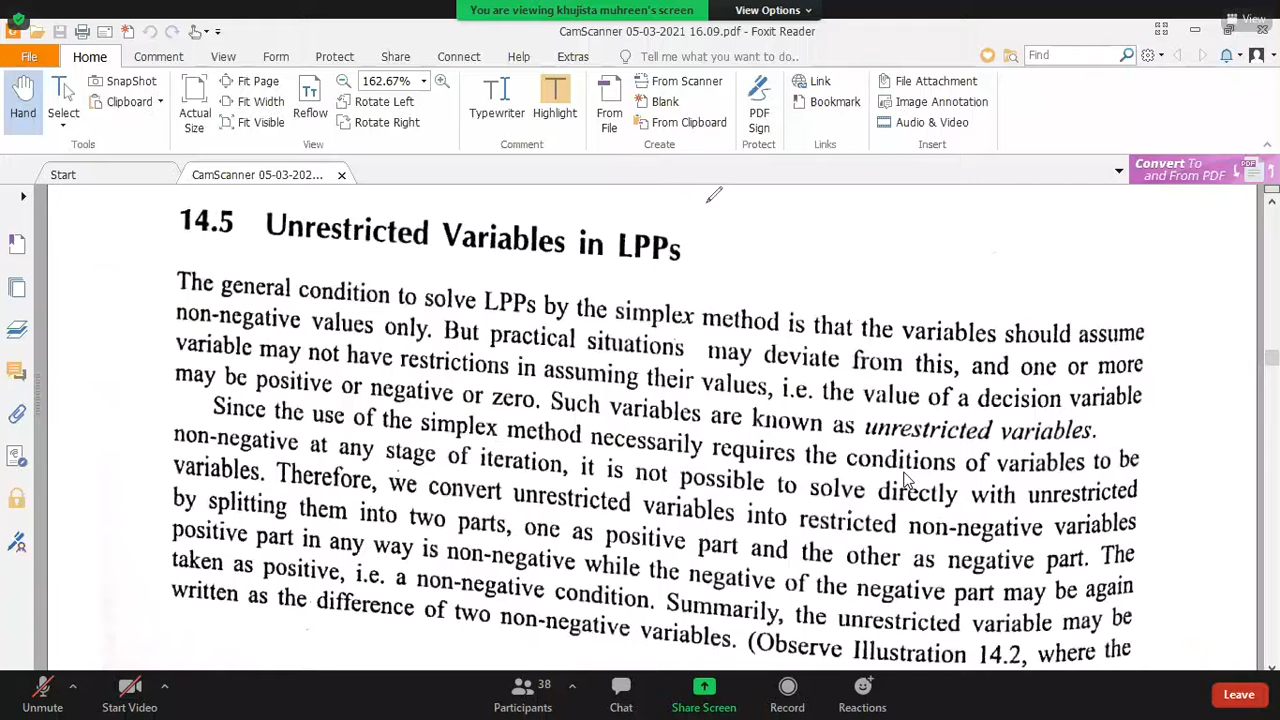 You are viewing khujista muhreen's screen
View Options
View
CamScanner 05-03-2021 16.09.pdf - Foxit Reader
File
Home
Comment
View
Form
Protect
Share
Connect
Help
Extras
Tell me what you want to do..
Find
Hand
Select
SnapShot
Clipboard
Tools
Actual Size
Fit Page
Fit Width
Fit Visible
Reflow
162.67%
Rotate Left
Rotate Right
View
Typewriter
Highlight
Comment
From File
From Scanner
Blank
From Clipboard
Create
PDF Sign
Protect
Link
Bookmark
Links
File Attachment
Image Annotation
Audio & Video
Insert
Start
CamScanner 05-03-202...
Convert To
and From PDF
14.5 Unrestricted Variables in LPPs
The general condition to solve LPPs by the simplex method is that the variables should assume
non-negative values only. But practical situations may deviate from this, and one or more
variable may not have restrictions in assuming their values, i.e. the value of a decision variable
may be positive or negative or zero. Such variables are known as unrestricted variables.
Since the use of the simplex method necessarily requires the conditions of variables to be
non-negative at any stage of iteration, it is not possible to solve directly with unrestricted
variables. Therefore, we convert unrestricted variables into restricted non-negative variables
by splitting them into two parts, one as positive part and the other as negative part. The
positive part in any way is non-negative while the negative of the negative part may be again
taken as positive, i.e. a non-negative condition. Summarily, the unrestricted variable may be
written as the difference of two non-negative variables. (Observe Illustration 14.2, where the
Unmute
Start Video
38
Participants
Chat
Share Screen
Record
Reactions
Leave